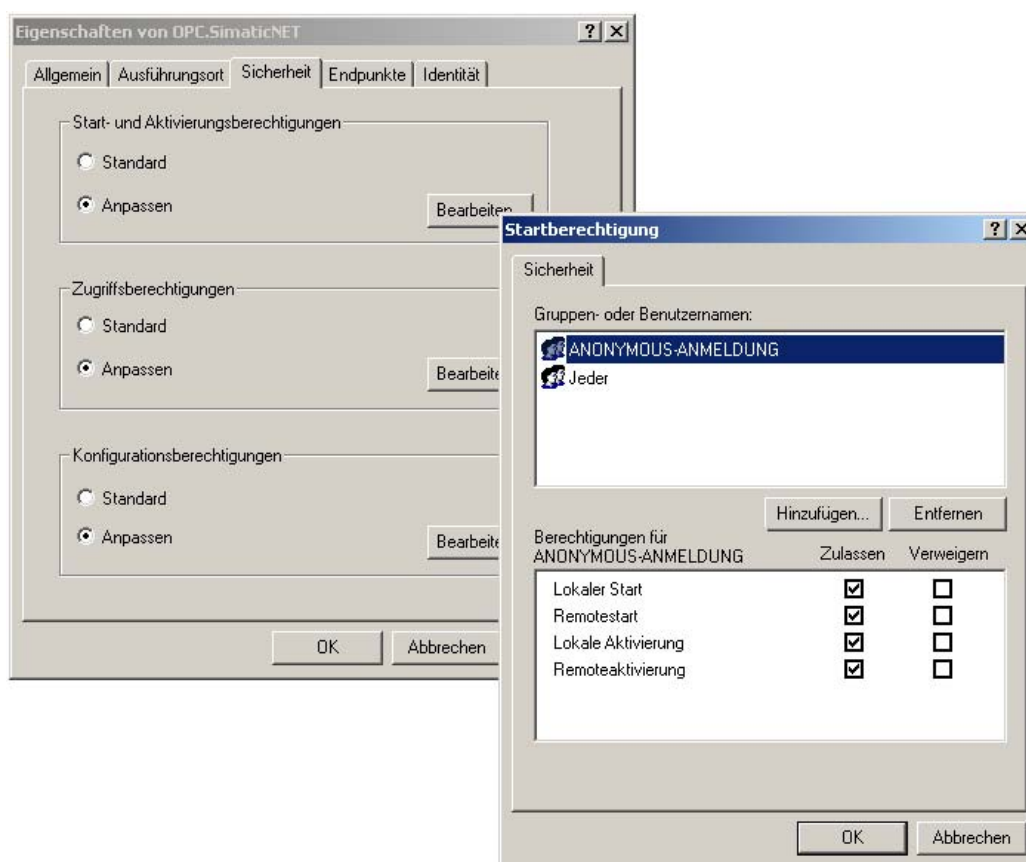 Eigenschaften von OPC.SimaticNET
Allgemein Ausführungsort Sicherheit Endpunkte Identität
Start- und Aktivierungsberechtigungen
Standard
Anpassen
Bearbeiten...
Zugriffsberechtigungen
Standard
Anpassen
Bearbeite
Konfigurationsberechtigungen
Standard
Anpassen
Bearbeite
OK Abbrechen
Startberechtigung
Sicherheit
Gruppen- oder Benutzernamen:
ANONYMOUS-ANMELDUNG
Jeder
Hinzufügen... Entfernen
Berechtigungen für
ANONYMOUS-ANMELDUNG Zulassen Verweigern
Lokaler Start
Remotestart
Lokale Aktivierung
Remoteaktivierung
OK Abbrechen